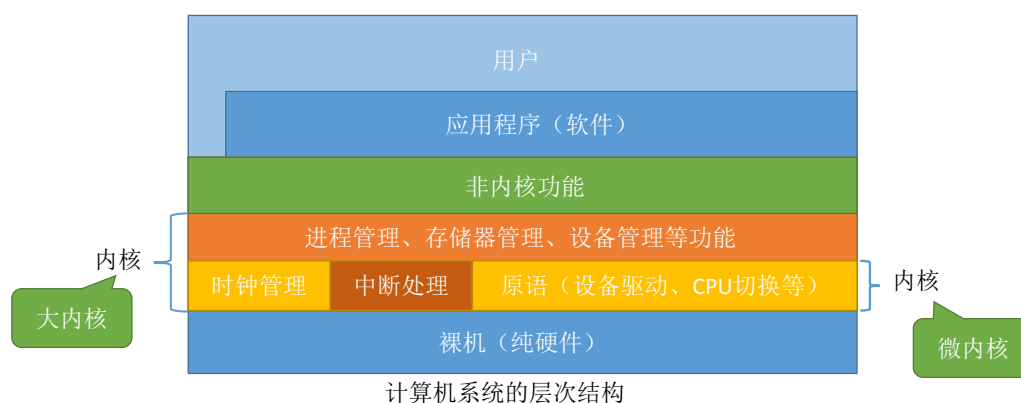 用户
应用程序（软件）
非内核功能
进程管理、存储器管理、设备管理等功能
内核
时钟管理
中断处理
原语（设备驱动、CPU切换等）
内核
大内核
裸机（纯硬件）
微内核
计算机系统的层次结构